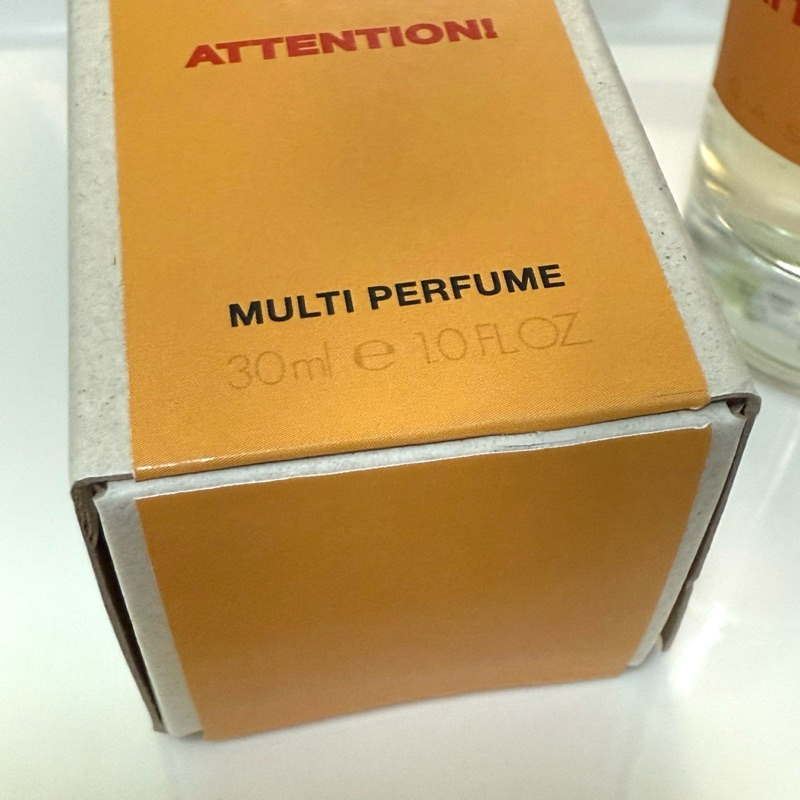 ATTENTION!
MULTI PERFUME
30ml e 1.0 FL.OZ.